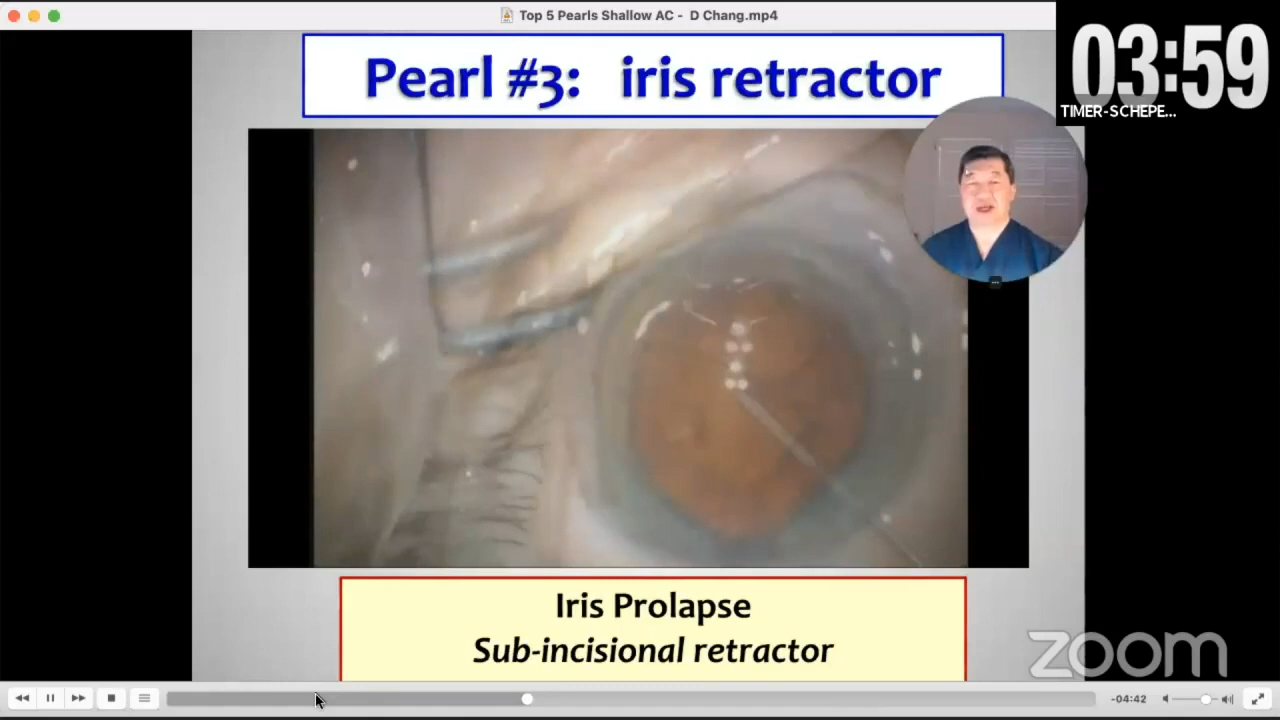 Top 5 Pearls Shallow AC - D Chang.mp4
03:59
TIMER-SCHEPE...
Pearl #3: iris retractor
Iris Prolapse
Sub-incisional retractor
zoom
-04:42